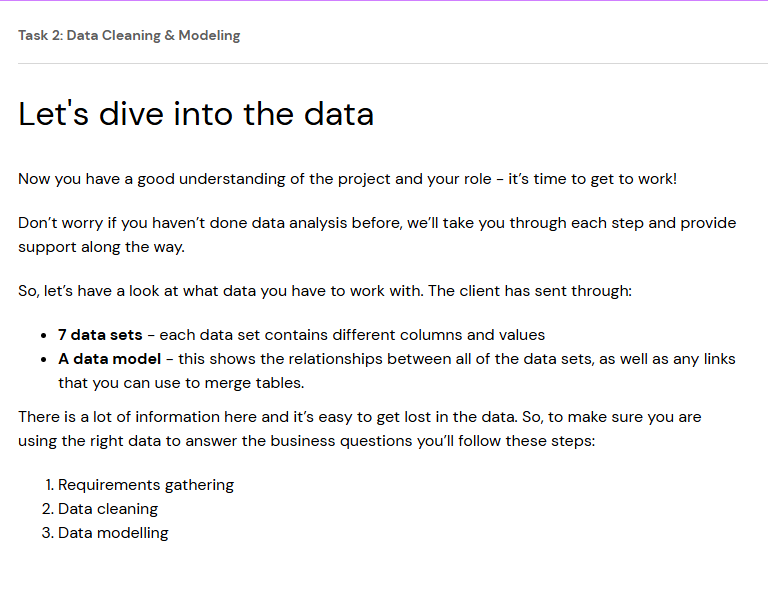 Task 2: Data Cleaning & Modeling
Let's dive into the data
Now you have a good understanding of the project and your role – it’s time to get to work!
Don’t worry if you haven’t done data analysis before, we’ll take you through each step and provide
support along the way.
So, let’s have a look at what data you have to work with. The client has sent through:
• 7 data sets – each data set contains different columns and values
• A data model – this shows the relationships between all of the data sets, as well as any links
that you can use to merge tables.
There is a lot of information here and it’s easy to get lost in the data. So, to make sure you are
using the right data to answer the business questions you’ll follow these steps:
1. Requirements gathering
2. Data cleaning
3. Data modelling